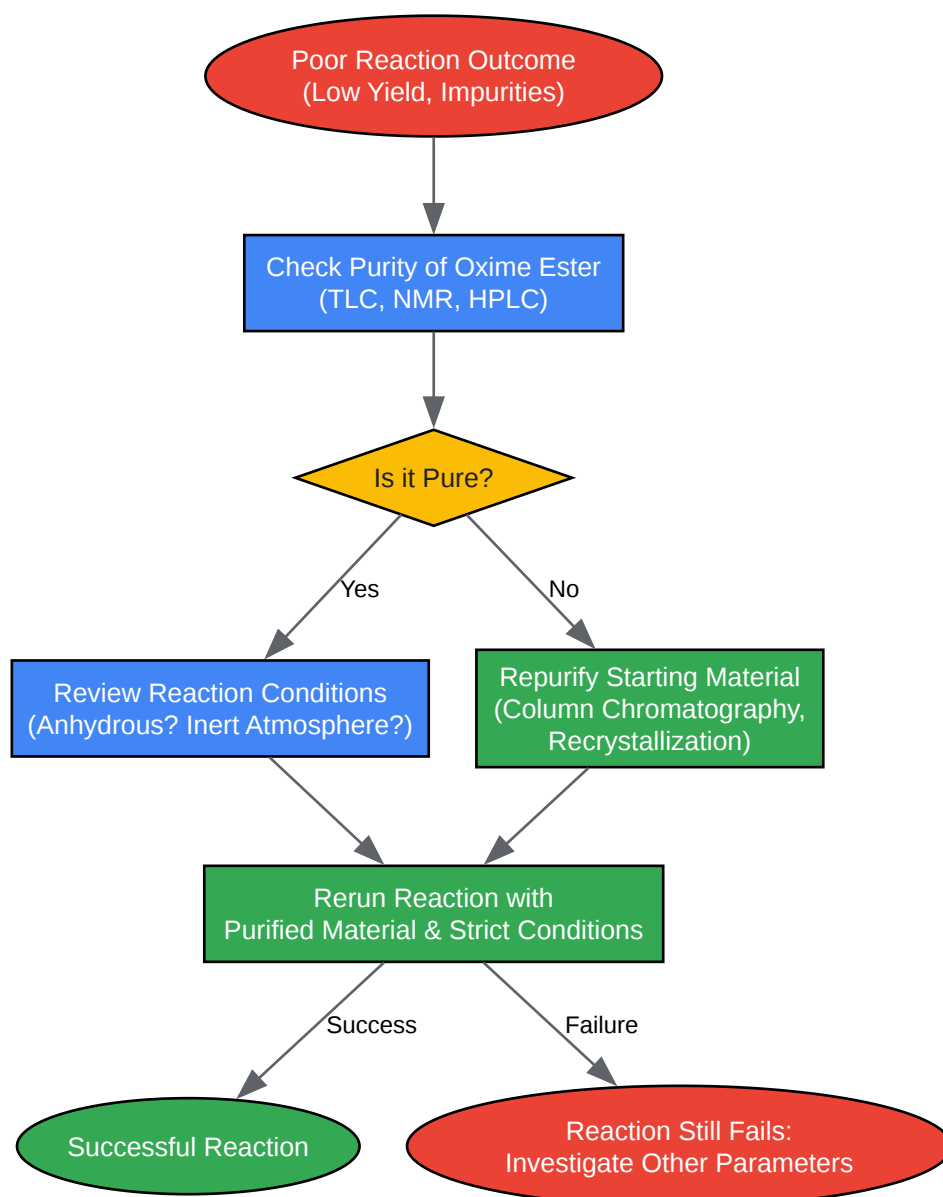 Poor Reaction Outcome
(Low Yield, Impurities)
Check Purity of Oxime Ester
(TLC, NMR, HPLC)
Is it Pure?
Yes
No
Review Reaction Conditions
(Anhydrous? Inert Atmosphere?)
Repurify Starting Material
(Column Chromatography,
Recrystallization)
Rerun Reaction with
Purified Material & Strict Conditions
Success
Failure
Successful Reaction
Reaction Still Fails:
Investigate Other Parameters